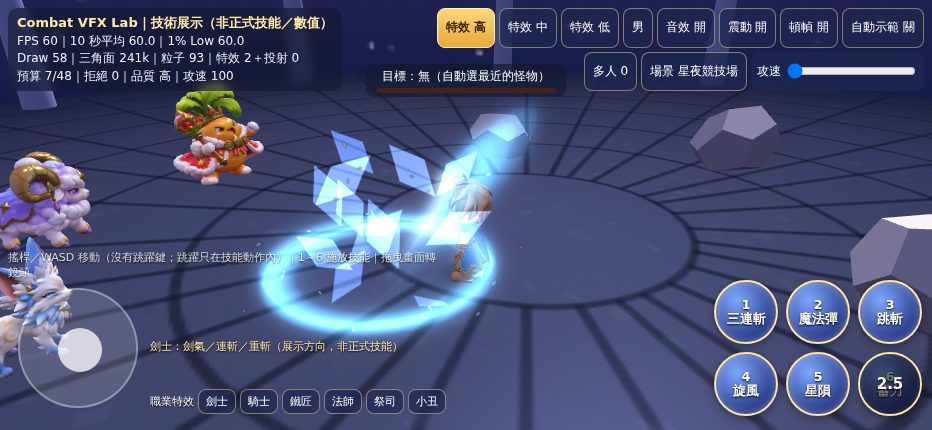 Combat VFX Lab｜技術展示（非正式技能／數值）
FPS 60｜10 秒平均 60.0｜1% Low 60.0
Draw 58｜三角面 241k｜粒子 93｜特效 2＋投射 0
預算 7/48｜拒絕 0｜品質 高｜攻速 100
特效 高
特效 中
特效 低
男
音效 開
震動 開
頓幀 開
自動示範 關
多人 0
場景 星夜競技場
攻速
目標：無（自動選最近的怪物）
搖桿／WASD 移動（沒有跳躍鍵；跳躍只在技能動作內）｜1–6 施放技能｜拖曳畫面轉
鏡頭
劍士：劍氣／連斬／重斬（展示方向，非正式技能）
職業特效
劍士
騎士
鐵匠
法師
祭司
小丑
1
三連斬
2
魔法彈
3
跳斬
4
旋風
5
星隕
2.5